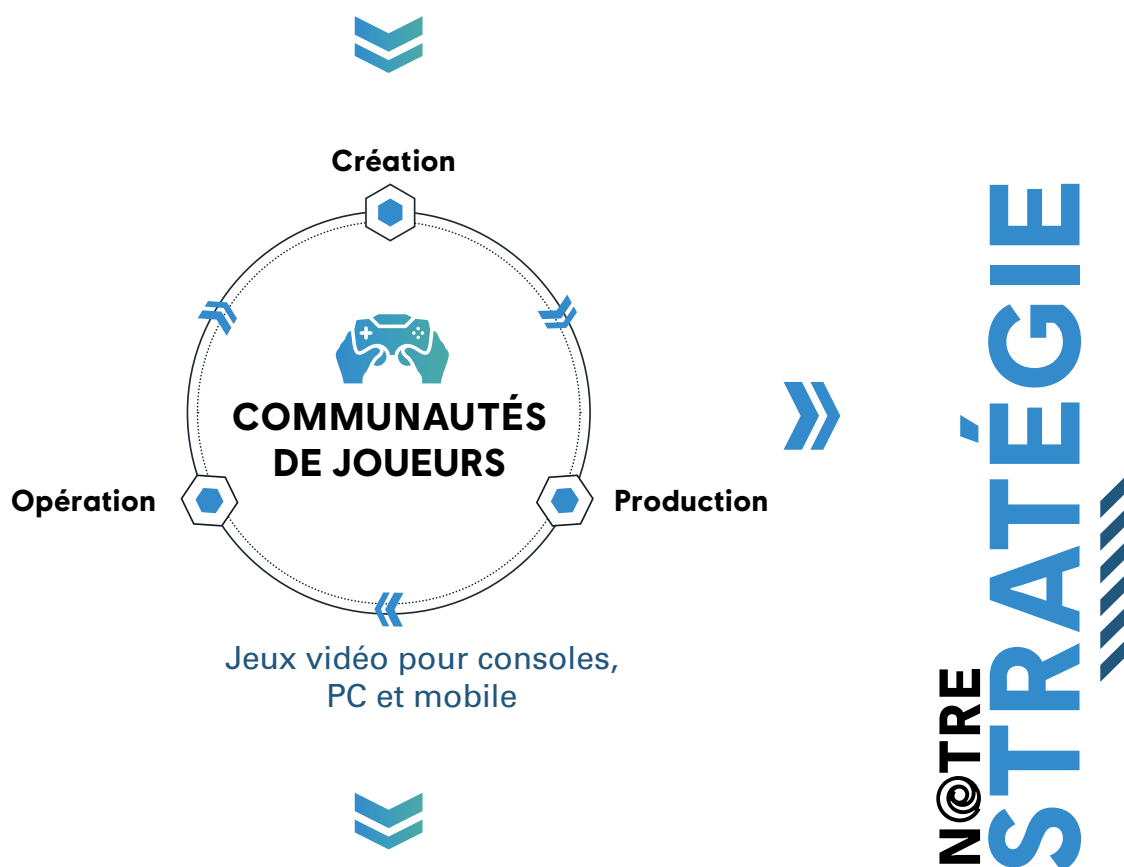 Création
COMMUNAUTÉS
DE JOUEURS
Opération
Production
Jeux vidéo pour consoles,
PC et mobile
N@TRE
STRATÉGIE